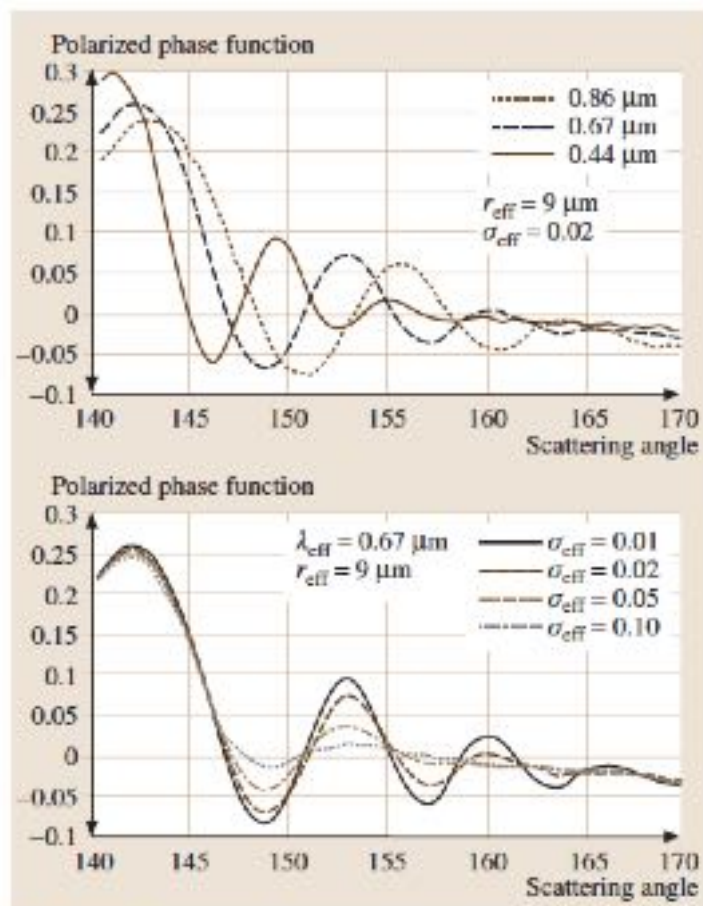 Polarized phase function
0.3
0.25
0.2
0.15
0.1
0.05
0
−0.05
−0.1
140 145 150 155 160 165 170
Scattering angle
0.86 µm
0.67 µm
0.44 µm
r_eff = 9 µm
σ_eff = 0.02
Polarized phase function
0.3
0.25
0.2
0.15
0.1
0.05
0
−0.05
−0.1
140 145 150 155 160 165 170
Scattering angle
λ_eff = 0.67 µm
r_eff = 9 µm
σ_eff = 0.01
σ_eff = 0.02
σ_eff = 0.05
σ_eff = 0.10